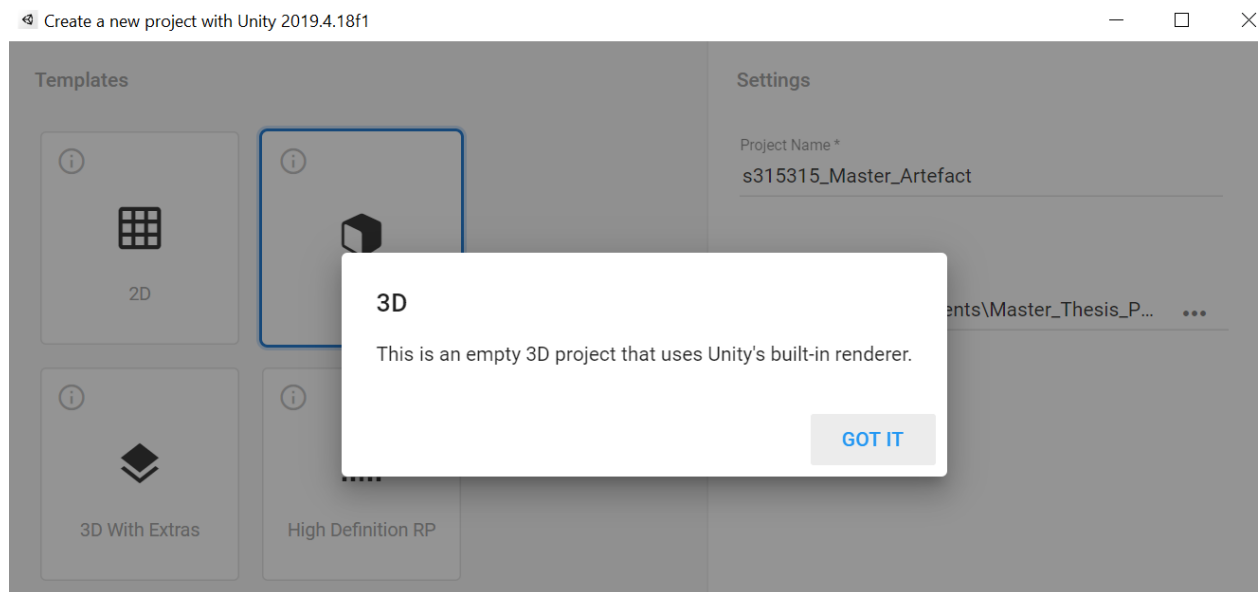 Create a new project with Unity 2019.4.18f1
Templates
Settings
2D
Project Name *
s315315_Master_Artefact
ents\Master_Thesis_P...
3D
This is an empty 3D project that uses Unity's built-in renderer.
GOT IT
3D With Extras
High Definition RP